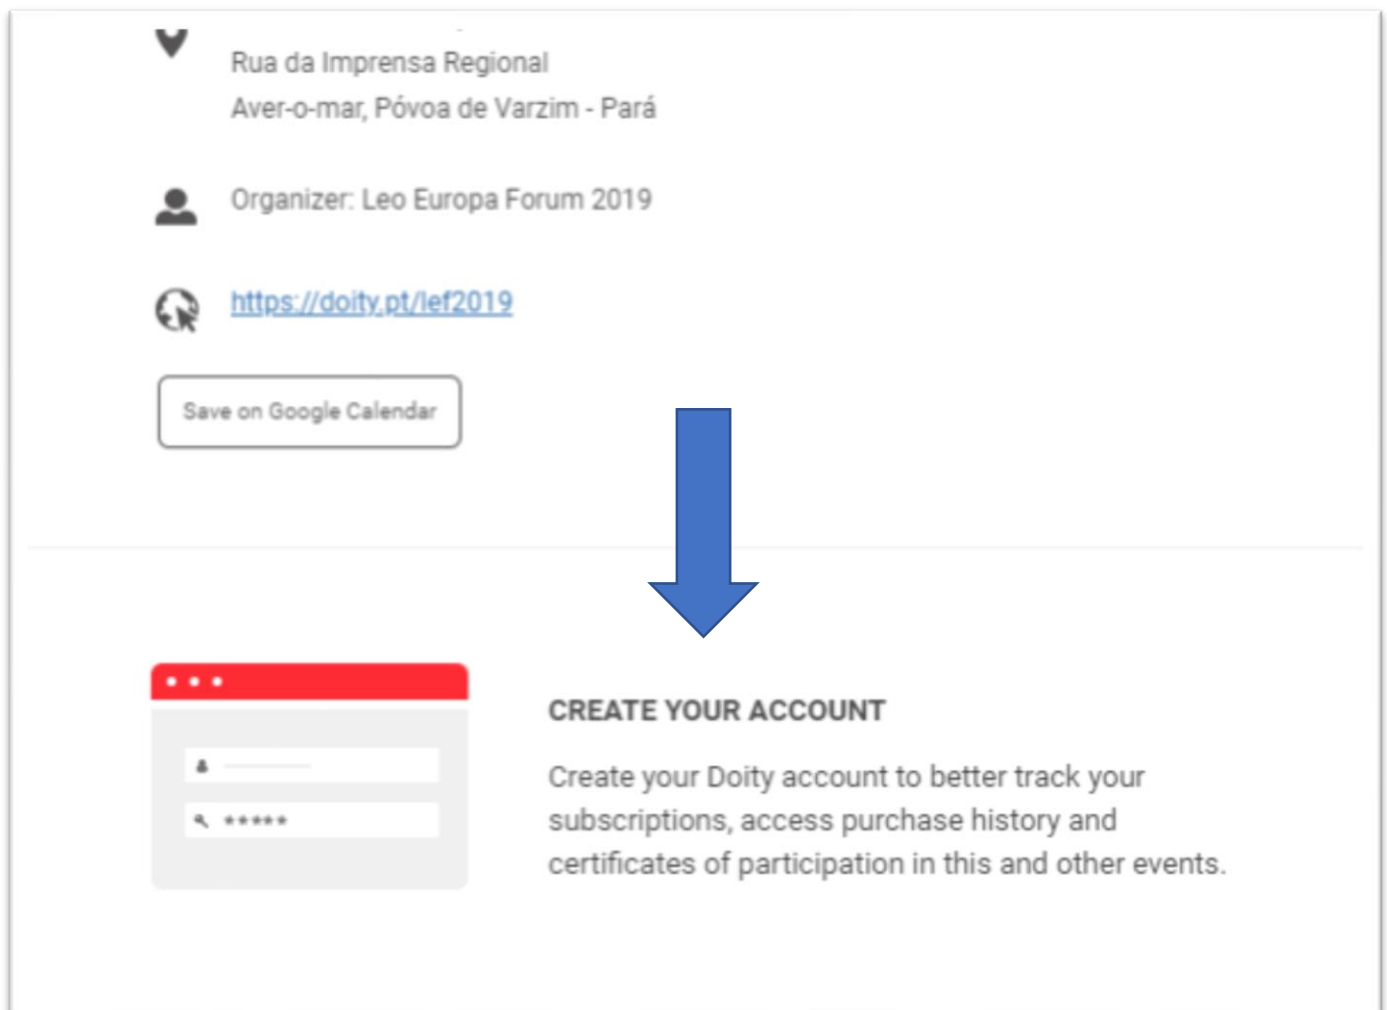 Rua da Imprensa Regional
Aver-o-mar, Póvoa de Varzim - Pará
Organizer: Leo Europa Forum 2019
https://doity.pt/lef2019
Save on Google Calendar
CREATE YOUR ACCOUNT
*****
Create your Doity account to better track your
subscriptions, access purchase history and
certificates of participation in this and other events.